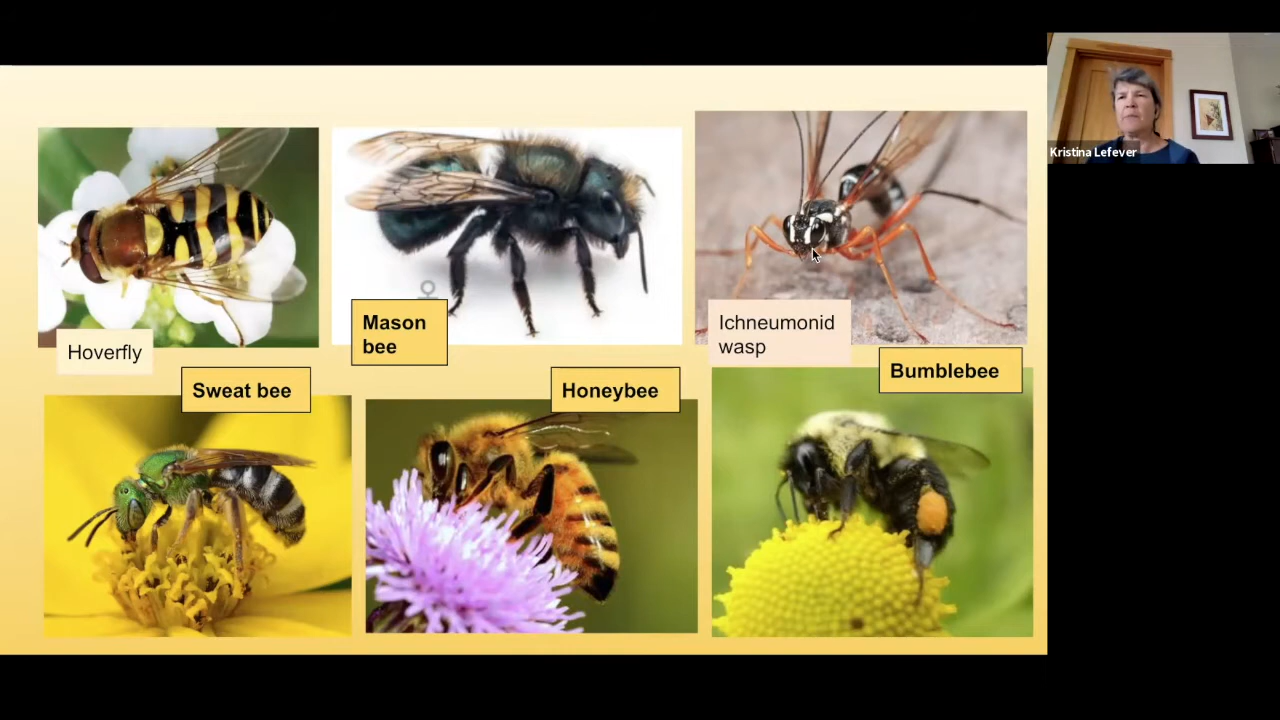 Kristina Lefever
Hoverfly
Mason
bee
Ichneumonid
wasp
Sweat bee
Honeybee
Bumblebee